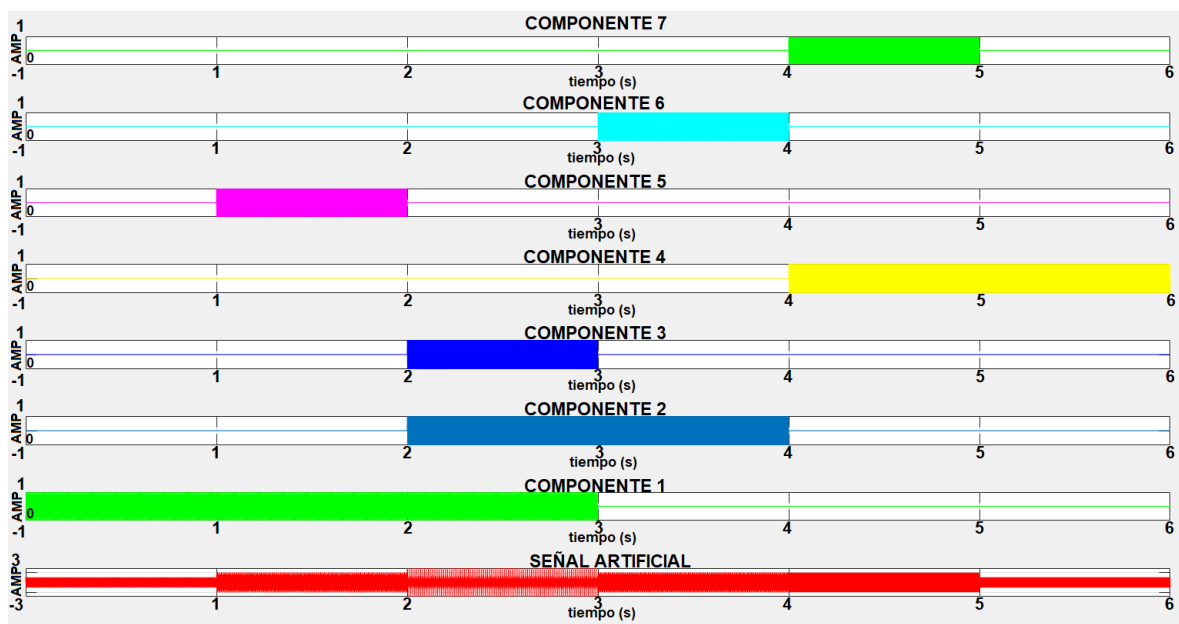 COMPONENTE 7
1
AMP
0
-1
1 2 3 4 5 6
tiempo (s)
COMPONENTE 6
1
AMP
0
-1
1 2 3 4 5 6
tiempo (s)
COMPONENTE 5
1
AMP
0
-1
1 2 3 4 5 6
tiempo (s)
COMPONENTE 4
1
AMP
0
-1
1 2 3 4 5 6
tiempo (s)
COMPONENTE 3
1
AMP
0
-1
1 2 3 4 5 6
tiempo (s)
COMPONENTE 2
1
AMP
0
-1
1 2 3 4 5 6
tiempo (s)
COMPONENTE 1
1
AMP
0
-1
1 2 3 4 5 6
tiempo (s)
SEÑAL ARTIFICIAL
3
AMP
-3
1 2 3 4 5 6
tiempo (s)